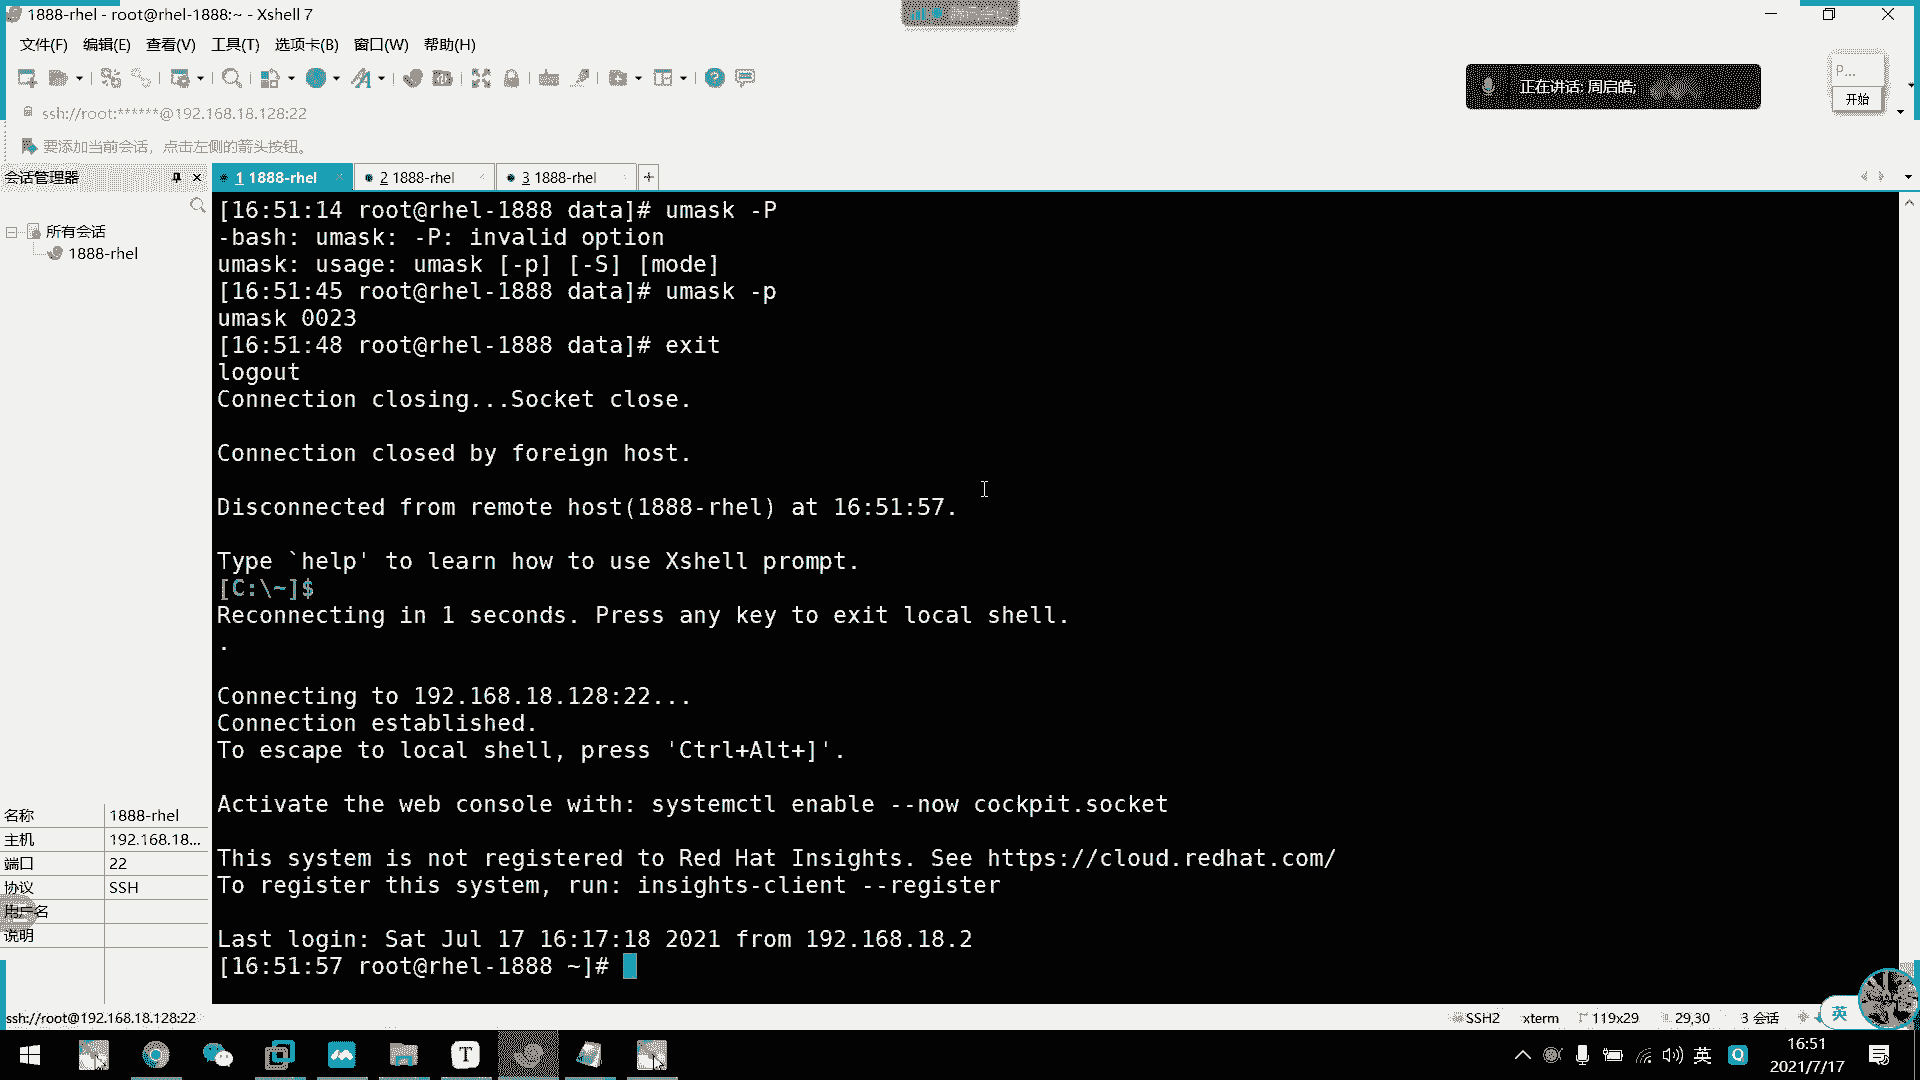 1888-rhel - root@rhel-1888:~ - Xshell 7
文件(F) 编辑(E) 查看(V) 工具(T) 选项卡(B) 窗口(W) 帮助(H)
正在讲话: 周启皓;
P...
开始
ssh://root:******@192.168.18.128:22
要添加当前会话，点击左侧的箭头按钮。
会话管理器
1 1888-rhel
2 1888-rhel
3 1888-rhel
所有会话
1888-rhel
[16:51:14 root@rhel-1888 data]# umask -P
-bash: umask: -P: invalid option
umask: usage: umask [-p] [-S] [mode]
[16:51:45 root@rhel-1888 data]# umask -p
umask 0023
[16:51:48 root@rhel-1888 data]# exit
logout
Connection closing...Socket close.
Connection closed by foreign host.
Disconnected from remote host(1888-rhel) at 16:51:57.
Type `help' to learn how to use Xshell prompt.
[C:\~]$
Reconnecting in 1 seconds. Press any key to exit local shell.
.
Connecting to 192.168.18.128:22...
Connection established.
To escape to local shell, press 'Ctrl+Alt+]'.
Activate the web console with: systemctl enable --now cockpit.socket
This system is not registered to Red Hat Insights. See https://cloud.redhat.com/
To register this system, run: insights-client --register
Last login: Sat Jul 17 16:17:18 2021 from 192.168.18.2
[16:51:57 root@rhel-1888 ~]#
名称 1888-rhel
主机 192.168.18...
端口 22
协议 SSH
用户名
说明
ssh://root@192.168.18.128:22
SSH2
xterm
119x29
29,30
3 会话
英
T
英
16:51
2021/7/17